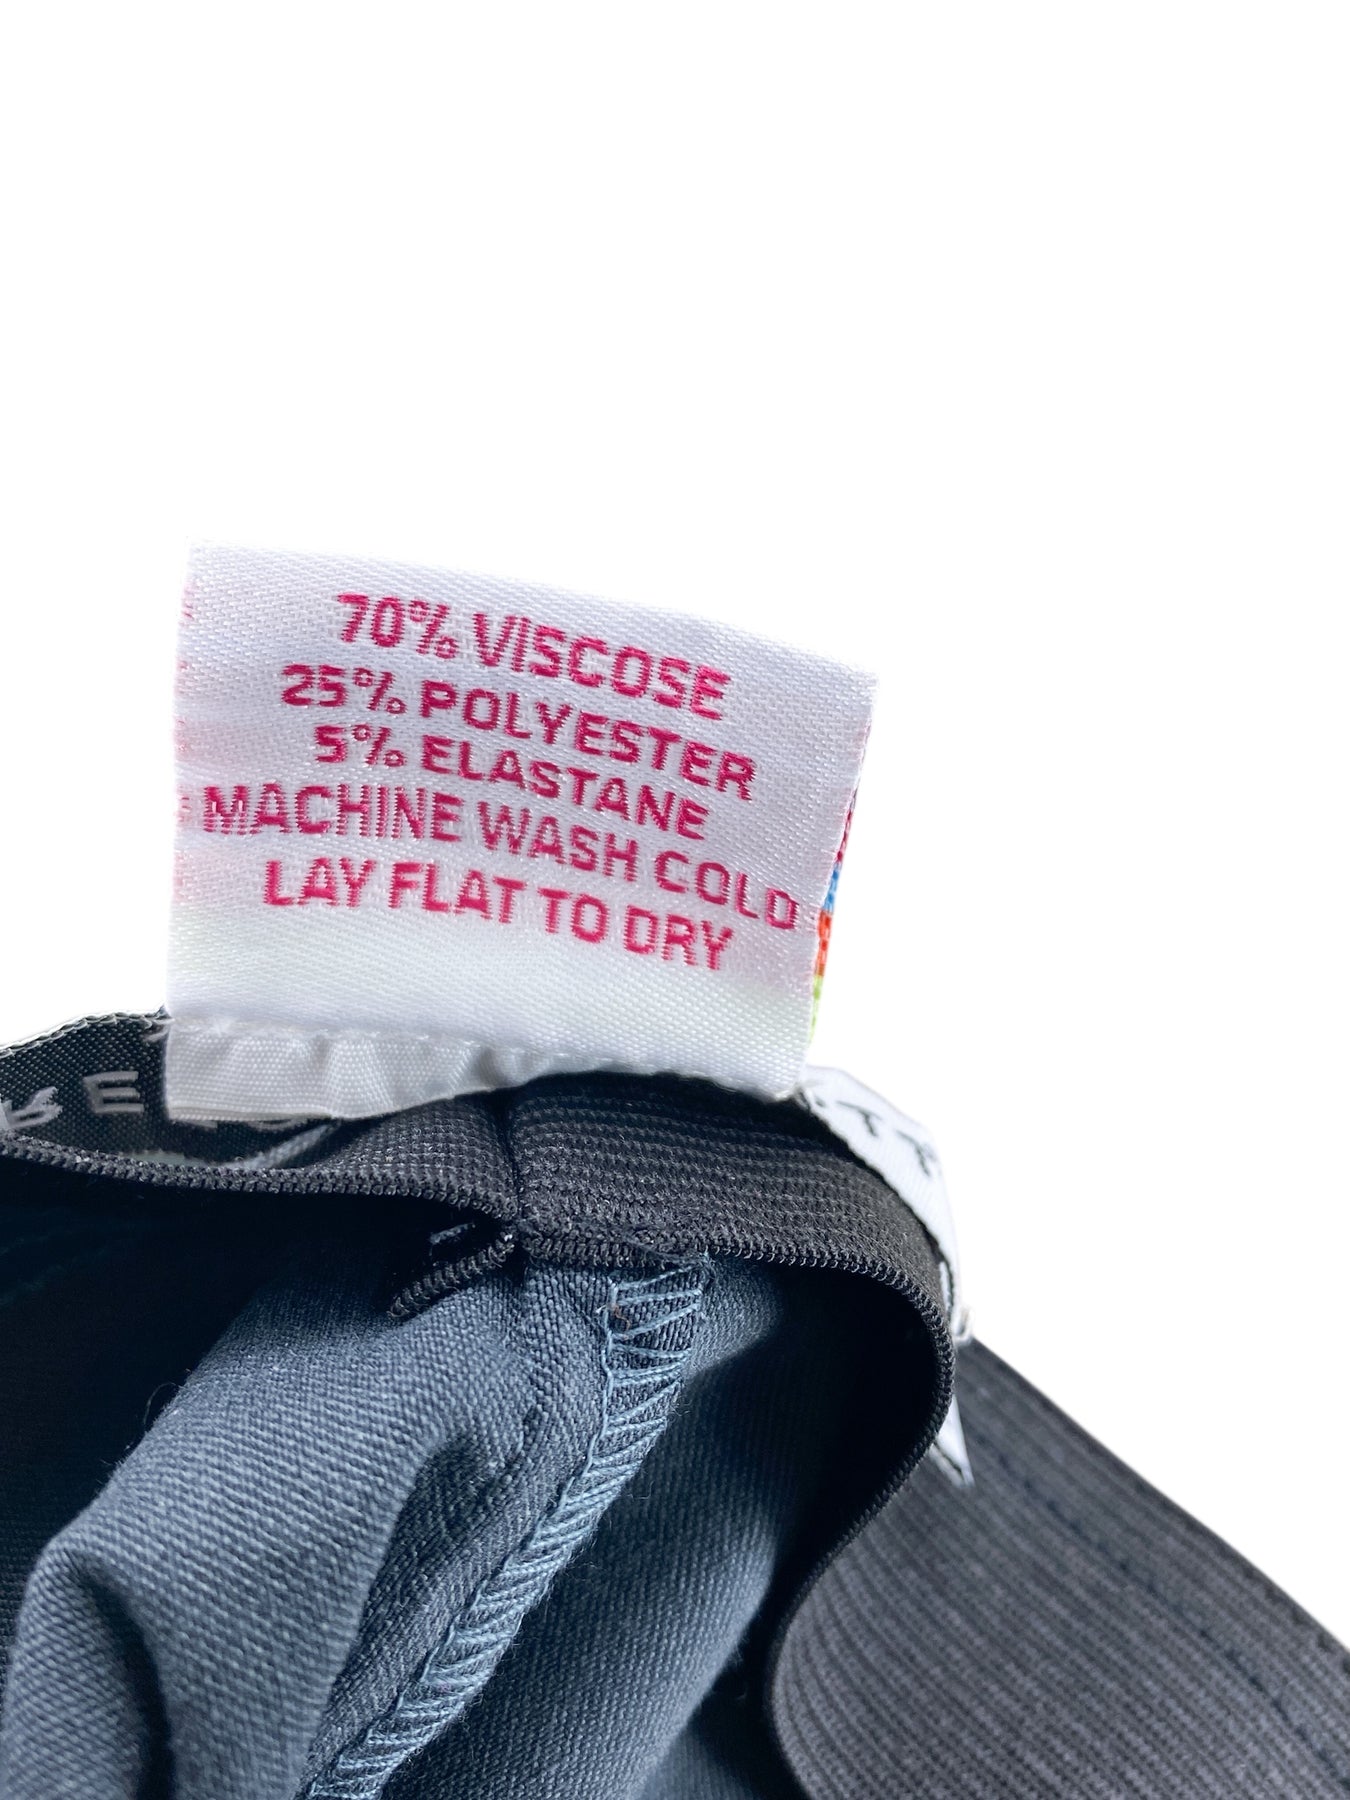 70% VISCOSE
25% POLYESTER
5% ELASTANE
MACHINE WASH COLD
LAY FLAT TO DRY